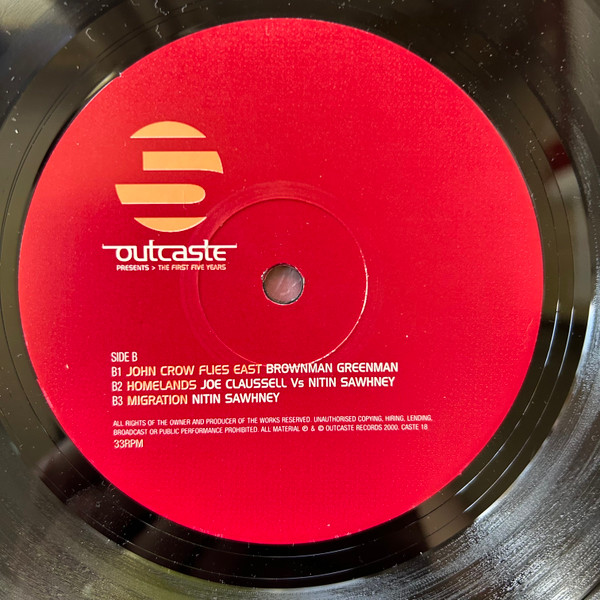 5
outcaste
PRESENTS > THE FIRST FIVE YEARS
SIDE B
B1 JOHN CROW FLIES EAST BROWNMAN GREENMAN
B2 HOMELANDS JOE CLAUSSELL Vs NITIN SAWHNEY
B3 MIGRATION NITIN SAWHNEY
ALL RIGHTS OF THE OWNER AND PRODUCER OF THE WORKS RESERVED. UNAUTHORISED COPYING, HIRING, LENDING,
BROADCAST OR PUBLIC PERFORMANCE PROHIBITED. ALL MATERIAL ℗ & © OUTCASTE RECORDS 2000. CASTE 18
33RPM